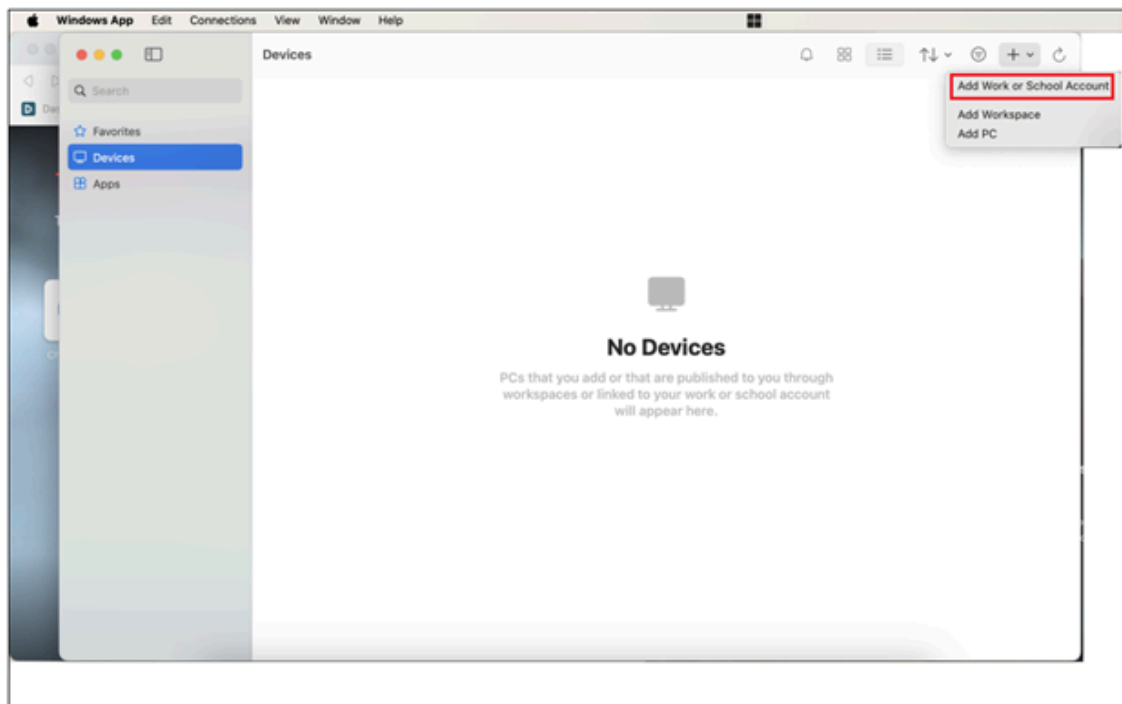 Windows App Edit Connections View Window Help
Devices
Search
Favorites
Devices
Apps
Add Work or School Account
Add Workspace
Add PC
No Devices
PCs that you add or that are published to you through
workspaces or linked to your work or school account
will appear here.